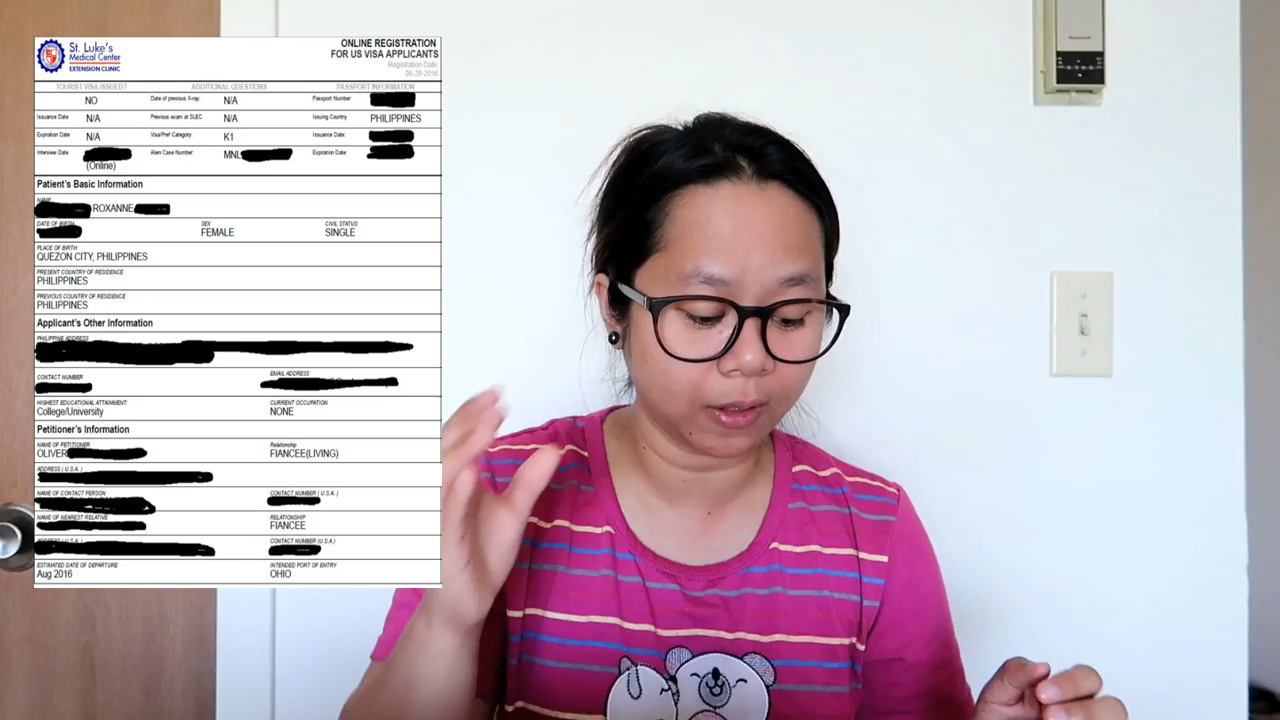 St. Luke's
Medical Center
EXTENSION CLINIC
ONLINE REGISTRATION
FOR US VISA APPLICANTS
Registration Date
06-28-2016
TOURIST VISA ISSUED? ADDITIONAL QUESTIONS PASSPORT INFORMATION
NO Date of previous X-ray: N/A Passport Number:
Issuance Date N/A Previous exam at SLEC N/A Issuing Country PHILIPPINES
Expiration Date N/A Visa/Pref Category: K1 Issuance Date:
Interview Date Alien Case Number: MNL Expiration Date:
(Online)
Patient's Basic Information
NAME
ROXANNE
DATE OF BIRTH SEX CIVIL STATUS
FEMALE SINGLE
PLACE OF BIRTH
QUEZON CITY, PHILIPPINES
PRESENT COUNTRY OF RESIDENCE
PHILIPPINES
PREVIOUS COUNTRY OF RESIDENCE
PHILIPPINES
Applicant's Other Information
PHILIPPINE ADDRESS
CONTACT NUMBER EMAIL ADDRESS
HIGHEST EDUCATIONAL ATTAINMENT: CURRENT OCCUPATION
College/University NONE
Petitioner's Information
NAME OF PETITIONER Relationship
OLIVER FIANCEE(LIVING)
ADDRESS ( U.S.A. )
NAME OF CONTACT PERSON CONTACT NUMBER ( U.S.A. )
NAME OF NEAREST RELATIVE RELATIONSHIP
FIANCEE
ADDRESS (U.S.A.) CONTACT NUMBER (U.S.A.)
ESTIMATED DATE OF DEPARTURE INTENDED PORT OF ENTRY
Aug 2016 OHIO